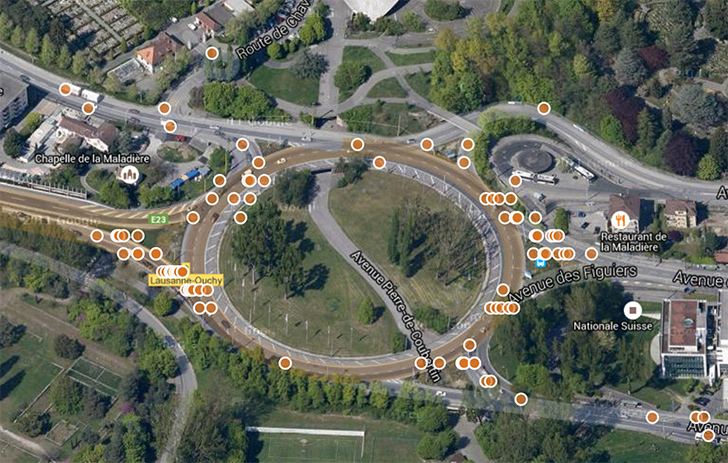 Route de Chav
Chapelle de la Maladière
E23
Lausanne-Ouchy
Avenue Pierre-de-Coubertin
Restaurant de
la Maladière
Avenue des Figuiers
Avenue d
Nationale Suisse
Avenu